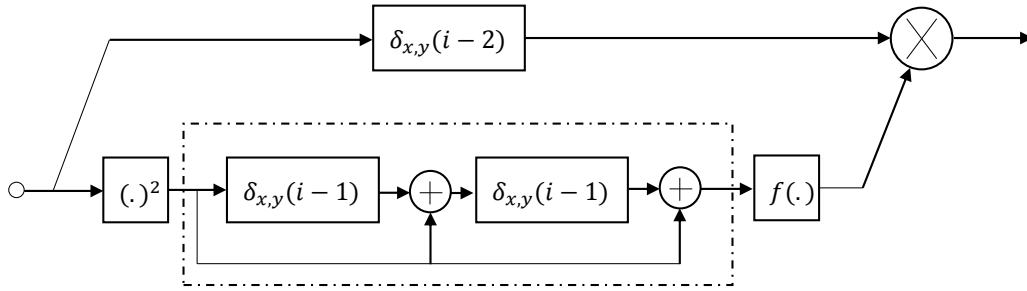 δx,y(i − 2)
(.)²
δx,y(i − 1)
+
δx,y(i − 1)
+
f(.)